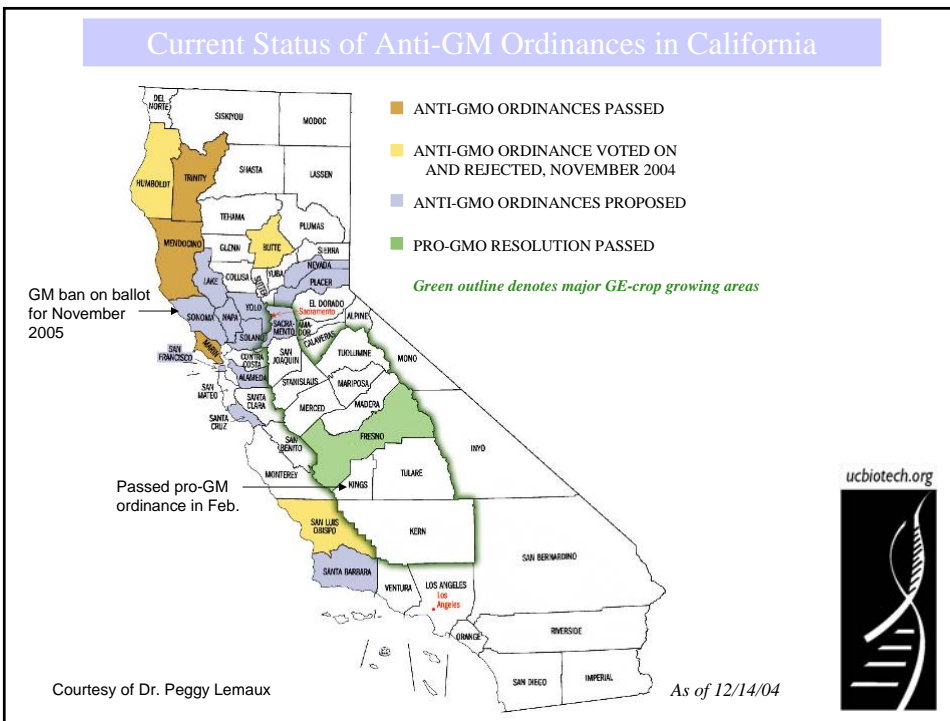 Current Status of Anti-GM Ordinances in California
ANTI-GMO ORDINANCES PASSED
ANTI-GMO ORDINANCE VOTED ON
AND REJECTED, NOVEMBER 2004
ANTI-GMO ORDINANCES PROPOSED
PRO-GMO RESOLUTION PASSED
Green outline denotes major GE-crop growing areas
DEL
NORTE
SISKIYOU
MODOC
HUMBOLDT
TRINITY
SHASTA
LASSEN
TEHAMA
PLUMAS
MENDOCINO
GLENN
BUTTE
SIERRA
LAKE
COLUSA
SUTTER
YUBA
NEVADA
PLACER
GM ban on ballot
for November
2005
SONOMA
NAPA
YOLO
SOLANO
EL DORADO
Sacramento
SACRA-
MENTO
AMA-
DOR
ALPINE
CALAVERAS
MARIN
SAN
FRANCISCO
CONTRA
COSTA
ALAMEDA
SAN
JOAQUIN
TUOLUMNE
MONO
SAN
MATEO
SANTA
CLARA
STANISLAUS
MARIPOSA
SANTA
CRUZ
MERCED
MADERA
SAN
BENITO
FRESNO
INYO
MONTEREY
KINGS
TULARE
Passed pro-GM
ordinance in Feb.
SAN LUIS
OBISPO
KERN
SAN BERNARDINO
SANTA BARBARA
VENTURA
LOS ANGELES
Los
Angeles
ORANGE
RIVERSIDE
SAN DIEGO
IMPERIAL
ucbiotech.org
Courtesy of Dr. Peggy Lemaux
As of 12/14/04